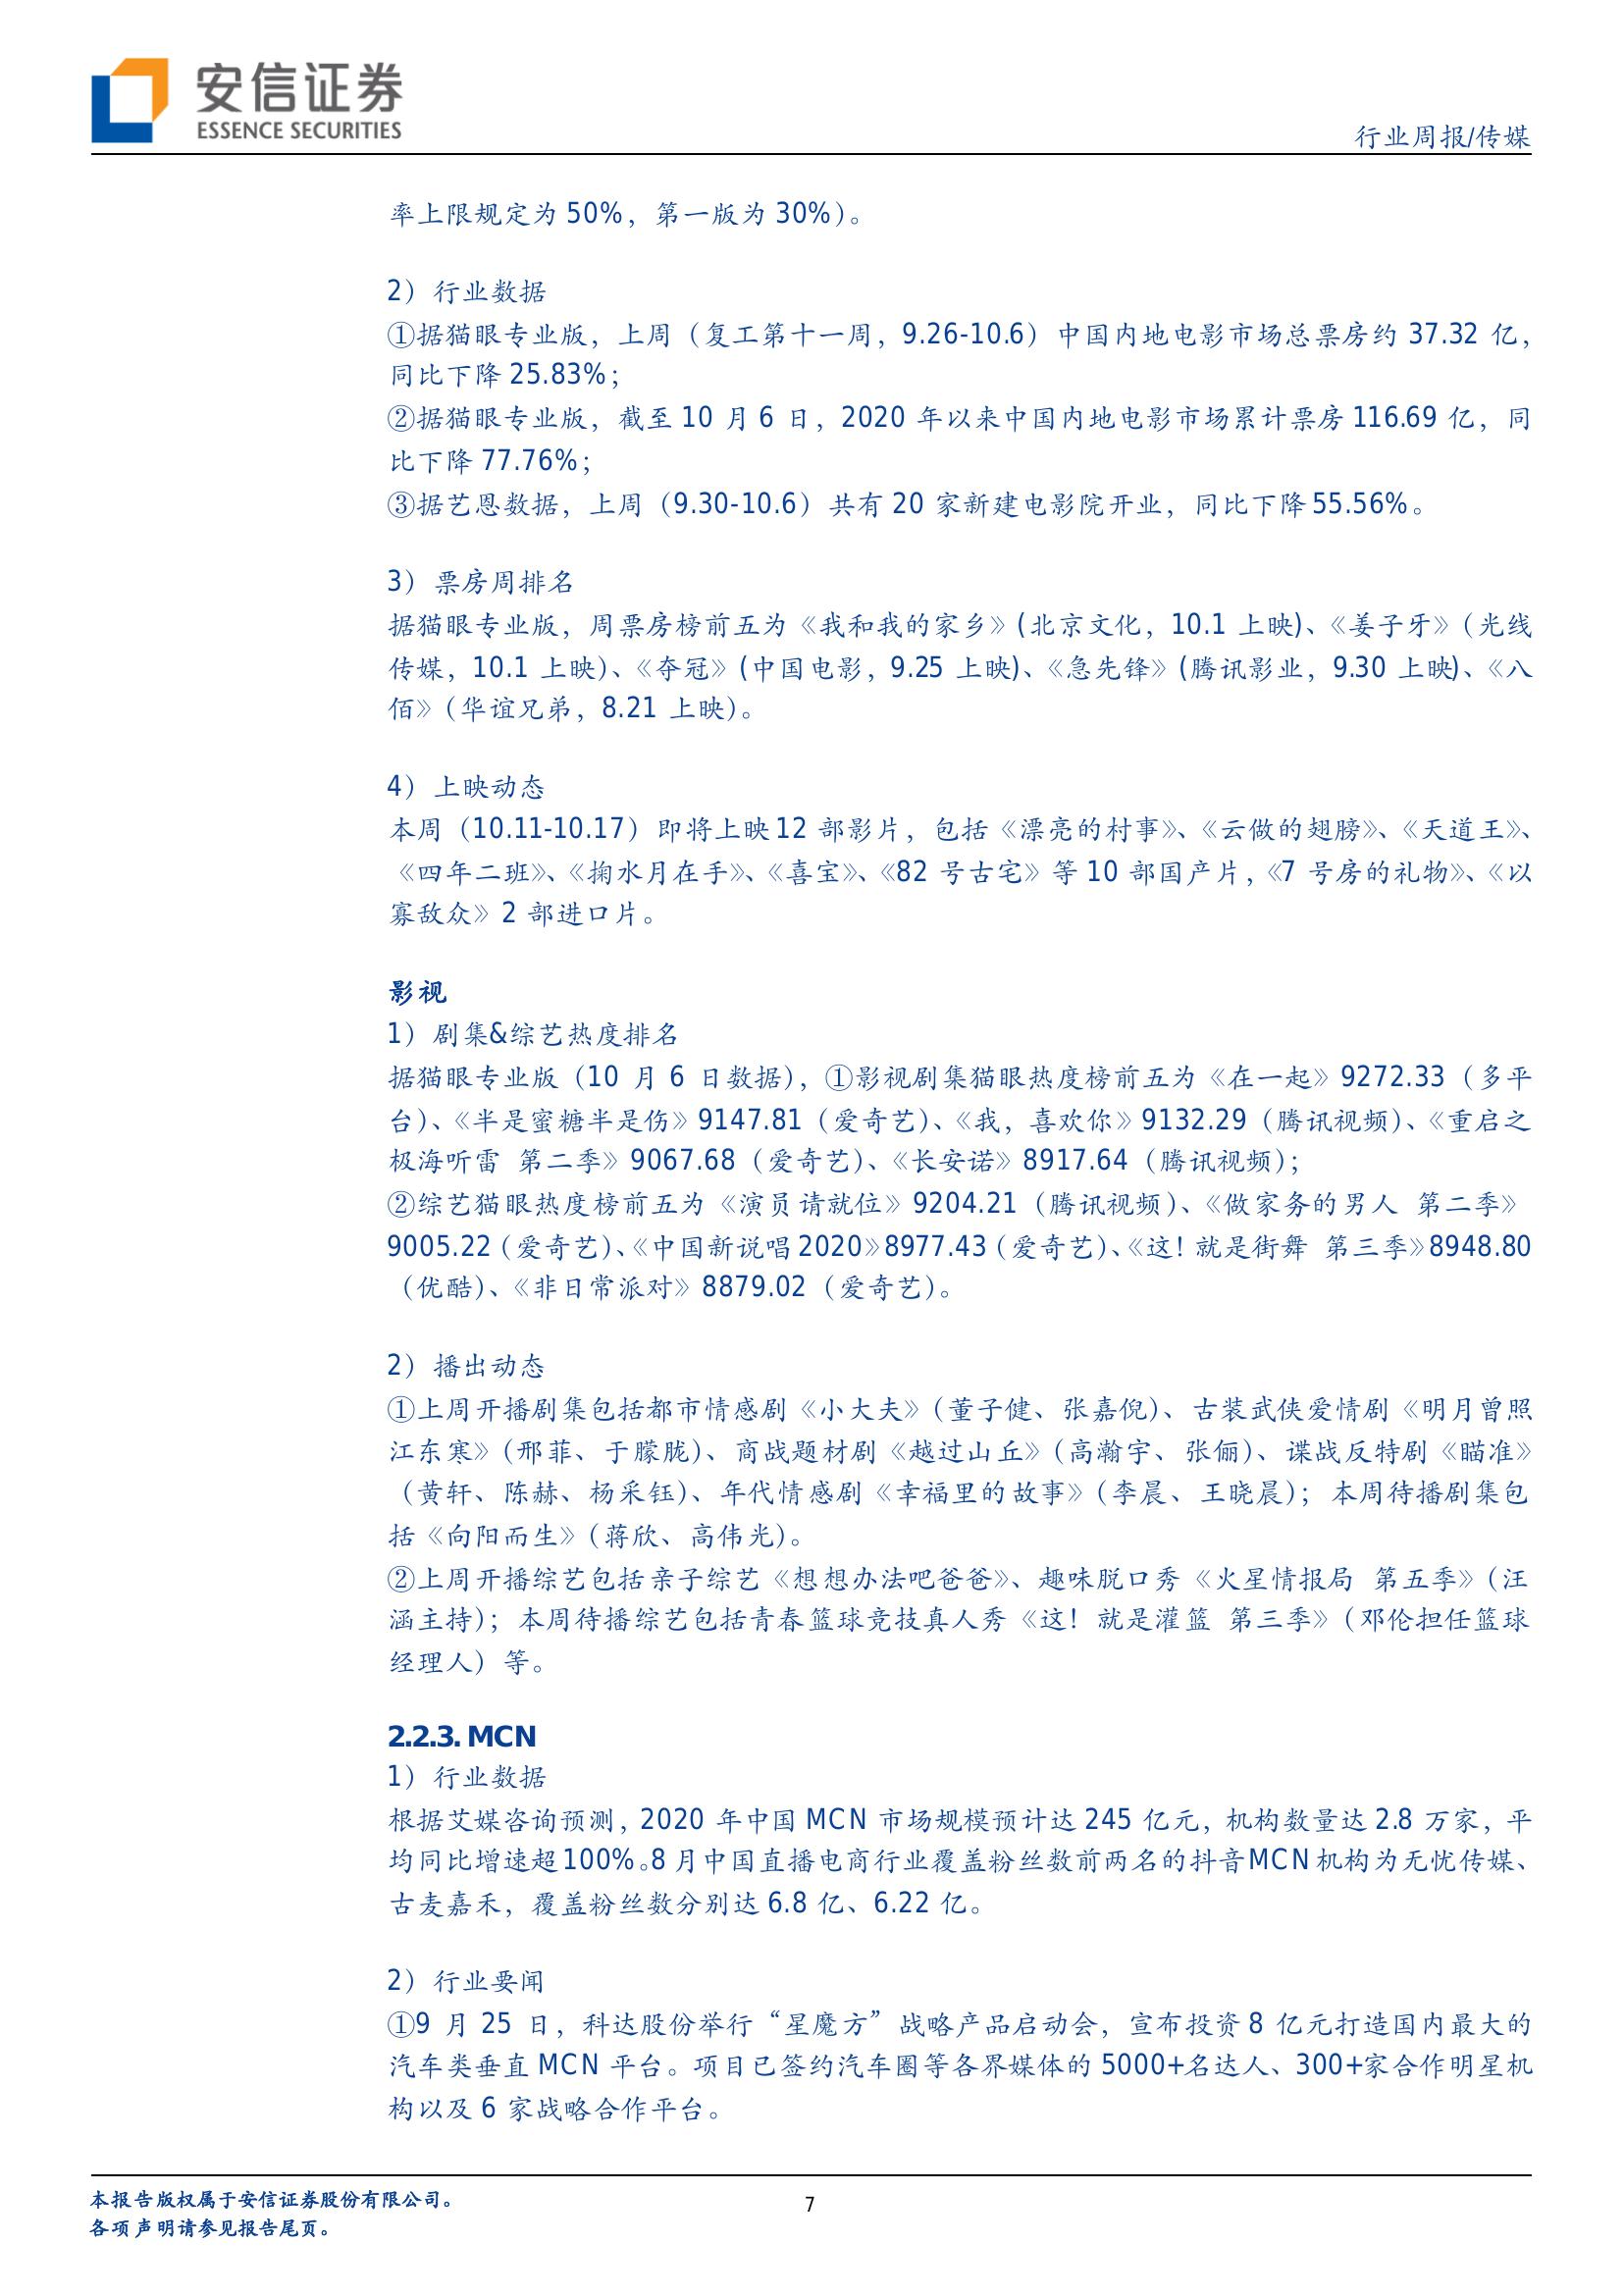 安信证券
ESSENCE SECURITIES
行业周报/传媒
率上限规定为 50%，第一版为 30%）。
2）行业数据
①据猫眼专业版，上周（复工第十一周，9.26-10.6）中国内地电影市场总票房约 37.32 亿，
同比下降 25.83%；
②据猫眼专业版，截至 10 月 6 日，2020 年以来中国内地电影市场累计票房 116.69 亿，同
比下降 77.76%；
③据艺恩数据，上周（9.30-10.6）共有 20 家新建电影院开业，同比下降 55.56%。
3）票房周排名
据猫眼专业版，周票房榜前五为《我和我的家乡》（北京文化，10.1 上映）、《姜子牙》（光线
传媒，10.1 上映）、《夺冠》（中国电影，9.25 上映）、《急先锋》（腾讯影业，9.30 上映）、《八
佰》（华谊兄弟，8.21 上映）。
4）上映动态
本周（10.11-10.17）即将上映 12 部影片，包括《漂亮的村事》、《云做的翅膀》、《天道王》、
《四年二班》、《掬水月在手》、《喜宝》、《82 号古宅》等 10 部国产片，《7 号房的礼物》、《以
寡敌众》2 部进口片。
影视
1）剧集&综艺热度排名
据猫眼专业版（10 月 6 日数据），①影视剧集猫眼热度榜前五为《在一起》9272.33（多平
台）、《半是蜜糖半是伤》9147.81（爱奇艺）、《我，喜欢你》9132.29（腾讯视频）、《重启之
极海听雷 第二季》9067.68（爱奇艺）、《长安诺》8917.64（腾讯视频）；
②综艺猫眼热度榜前五为《演员请就位》9204.21（腾讯视频）、《做家务的男人 第二季》
9005.22（爱奇艺）、《中国新说唱 2020》8977.43（爱奇艺）、《这！就是街舞 第三季》8948.80
（优酷）、《非日常派对》8879.02（爱奇艺）。
2）播出动态
①上周开播剧集包括都市情感剧《小大夫》（董子健、张嘉倪）、古装武侠爱情剧《明月曾照
江东寒》（邢菲、于朦胧）、商战题材剧《越过山丘》（高瀚宇、张俪）、谍战反特剧《瞄准》
（黄轩、陈赫、杨采钰）、年代情感剧《幸福里的故事》（李晨、王晓晨）；本周待播剧集包
括《向阳而生》（蒋欣、高伟光）。
②上周开播综艺包括亲子综艺《想想办法吧爸爸》、趣味脱口秀《火星情报局 第五季》（汪
涵主持）；本周待播综艺包括青春篮球竞技真人秀《这！就是灌篮 第三季》（邓伦担任篮球
经理人）等。
2.2.3. MCN
1）行业数据
根据艾媒咨询预测，2020 年中国 MCN 市场规模预计达 245 亿元，机构数量达 2.8 万家，平
均同比增速超 100%。8 月中国直播电商行业覆盖粉丝数前两名的抖音 MCN 机构为无忧传媒、
古麦嘉禾，覆盖粉丝数分别达 6.8 亿、6.22 亿。
2）行业要闻
①9 月 25 日，科达股份举行“星魔方”战略产品启动会，宣布投资 8 亿元打造国内最大的
汽车类垂直 MCN 平台。项目已签约汽车圈等各界媒体的 5000+名达人、300+家合作明星机
构以及 6 家战略合作平台。
本报告版权属于安信证券股份有限公司。
7
各项声明请参见报告尾页。